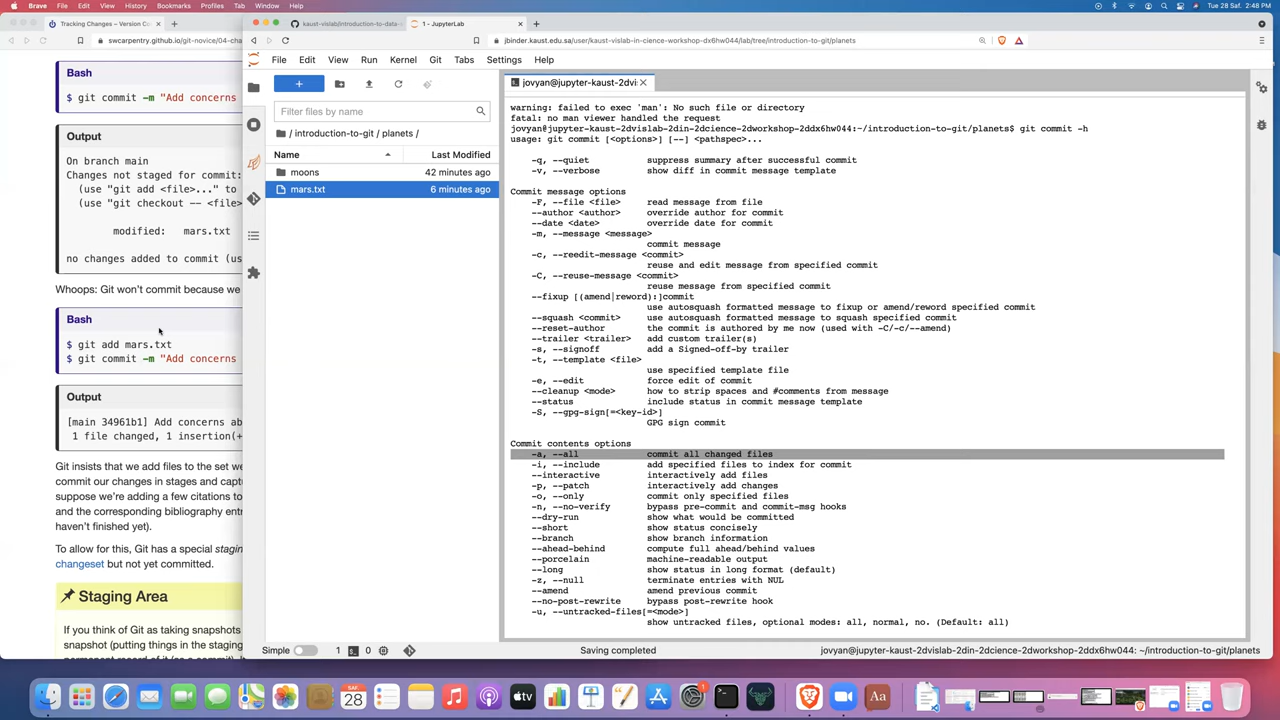 Brave File Edit View History Bookmarks Profiles Tab Window Help
Tue 28 Saf. 2:48 PM
Tracking Changes – Version Co
kaust-vislab/introduction-to-data-
1 - JupyterLab
swcarpentry.github.io/git-novice/04-cha
jbinder.kaust.edu.sa/user/kaust-vislab-in-cience-workshop-dx6hw044/lab/tree/introduction-to-git/planets
Bash
$ git commit -m "Add concerns
Output
On branch main
Changes not staged for commit:
(use "git add <file>..." to
(use "git checkout -- <file>
modified: mars.txt
no changes added to commit (us
Whoops: Git won't commit because we
Bash
$ git add mars.txt
$ git commit -m "Add concerns
Output
[main 34961b1] Add concerns ab
1 file changed, 1 insertion(+
Git insists that we add files to the set we
commit our changes in stages and captu
suppose we're adding a few citations to
and the corresponding bibliography entr
haven't finished yet).
To allow for this, Git has a special staging
changeset but not yet committed.
Staging Area
If you think of Git as taking snapshots
snapshot (putting things in the staging
File Edit View Run Kernel Git Tabs Settings Help
Filter files by name
/ introduction-to-git / planets /
Name Last Modified
moons 42 minutes ago
mars.txt 6 minutes ago
jovyan@jupyter-kaust-2dvis
warning: failed to exec 'man': No such file or directory
fatal: no man viewer handled the request
jovyan@jupyter-kaust-2dvislab-2din-2dcience-2dworkshop-2ddx6hw044:~/introduction-to-git/planets$ git commit -h
usage: git commit [<options>] [--] <pathspec>...
-q, --quiet suppress summary after successful commit
-v, --verbose show diff in commit message template
Commit message options
-F, --file <file> read message from file
--author <author> override author for commit
--date <date> override date for commit
-m, --message <message>
commit message
-c, --reedit-message <commit>
reuse and edit message from specified commit
-C, --reuse-message <commit>
reuse message from specified commit
--fixup [(amend|reword):]commit
use autosquash formatted message to fixup or amend/reword specified commit
--squash <commit> use autosquash formatted message to squash specified commit
--reset-author the commit is authored by me now (used with -C/-c/--amend)
--trailer <trailer> add custom trailer(s)
-s, --signoff add a Signed-off-by trailer
-t, --template <file>
use specified template file
-e, --edit force edit of commit
--cleanup <mode> how to strip spaces and #comments from message
--status include status in commit message template
-S, --gpg-sign[=<key-id>]
GPG sign commit
Commit contents options
-a, --all commit all changed files
-i, --include add specified files to index for commit
--interactive interactively add files
-p, --patch interactively add changes
-o, --only commit only specified files
-n, --no-verify bypass pre-commit and commit-msg hooks
--dry-run show what would be committed
--short show status concisely
--branch show branch information
--ahead-behind compute full ahead/behind values
--porcelain machine-readable output
--long show status in long format (default)
-z, --null terminate entries with NUL
--amend amend previous commit
--no-post-rewrite bypass post-rewrite hook
-u, --untracked-files[=<mode>]
show untracked files, optional modes: all, normal, no. (Default: all)
Simple 1 0 Saving completed jovyan@jupyter-kaust-2dvislab-2din-2dcience-2dworkshop-2ddx6hw044: ~/introduction-to-git/planets
SAF.
28
tv
Aa